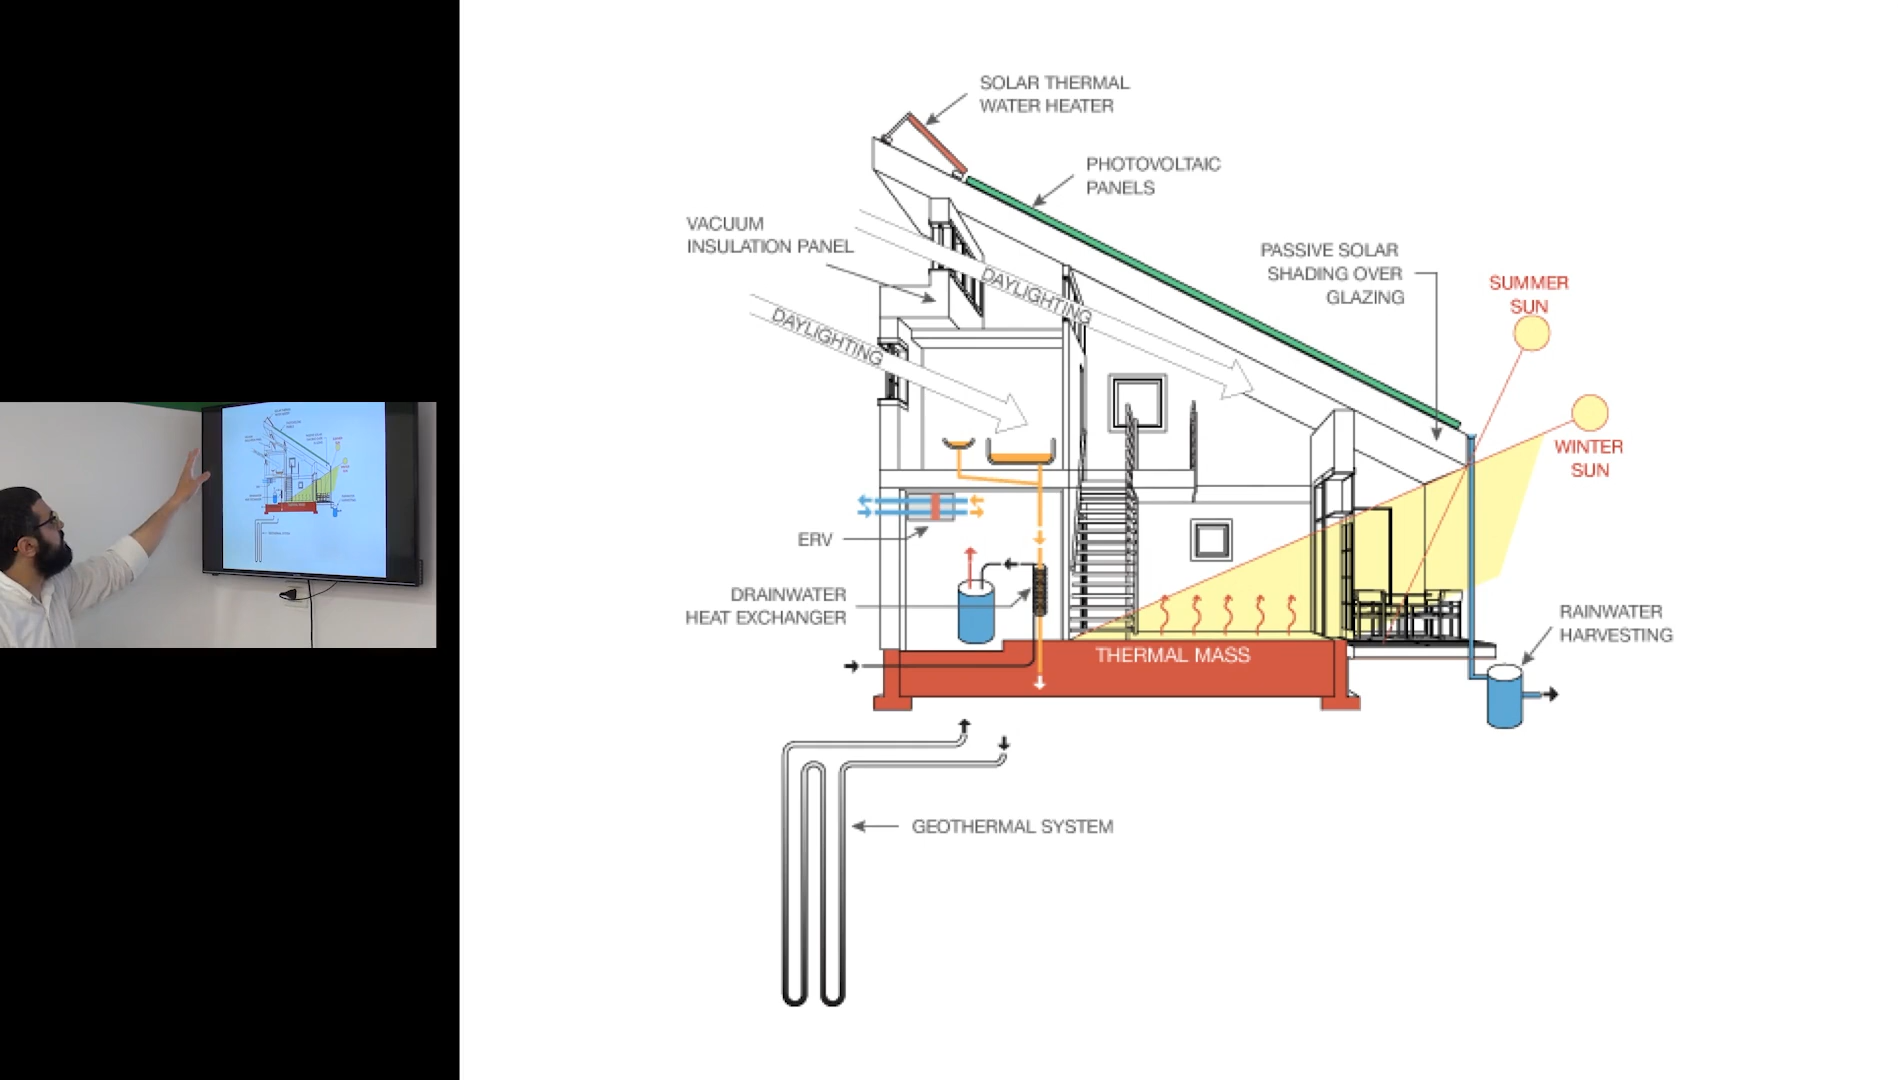 SOLAR THERMAL
WATER HEATER
PHOTOVOLTAIC
PANELS
VACUUM
INSULATION PANEL
PASSIVE SOLAR
SHADING OVER
GLAZING
SUMMER
SUN
DAYLIGHTING
DAYLIGHTING
WINTER
SUN
ERV
DRAINWATER
HEAT EXCHANGER
RAINWATER
HARVESTING
THERMAL MASS
GEOTHERMAL SYSTEM